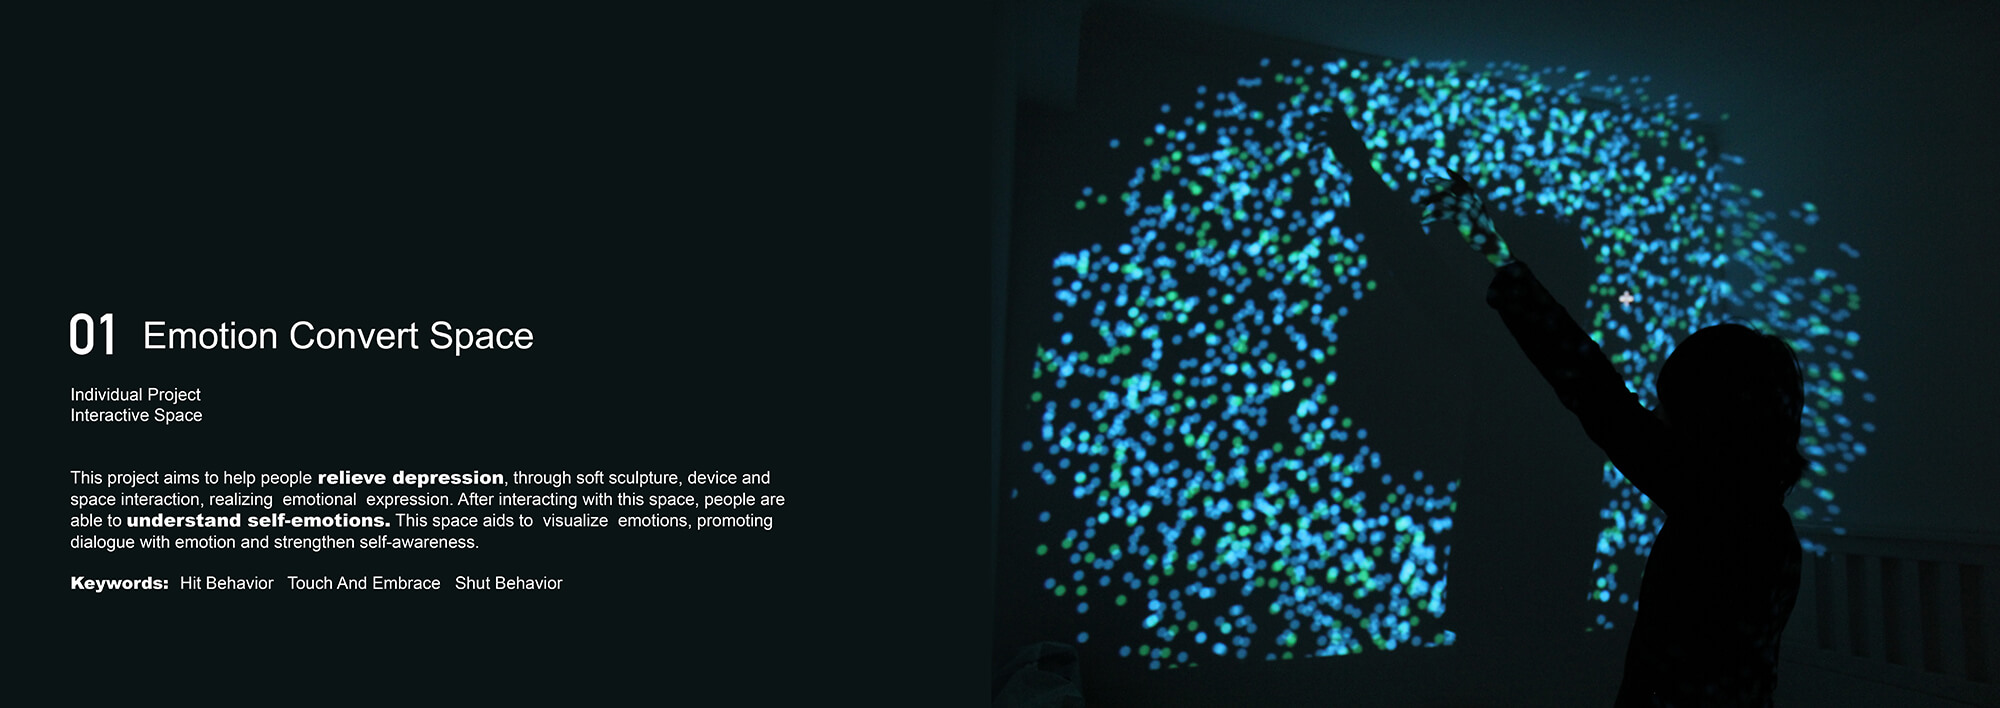 01 Emotion Convert Space
Individual Project
Interactive Space
This project aims to help people relieve depression, through soft sculpture, device and
space interaction, realizing emotional expression. After interacting with this space, people are
able to understand self-emotions. This space aids to visualize emotions, promoting
dialogue with emotion and strengthen self-awareness.
Keywords: Hit Behavior Touch And Embrace Shut Behavior